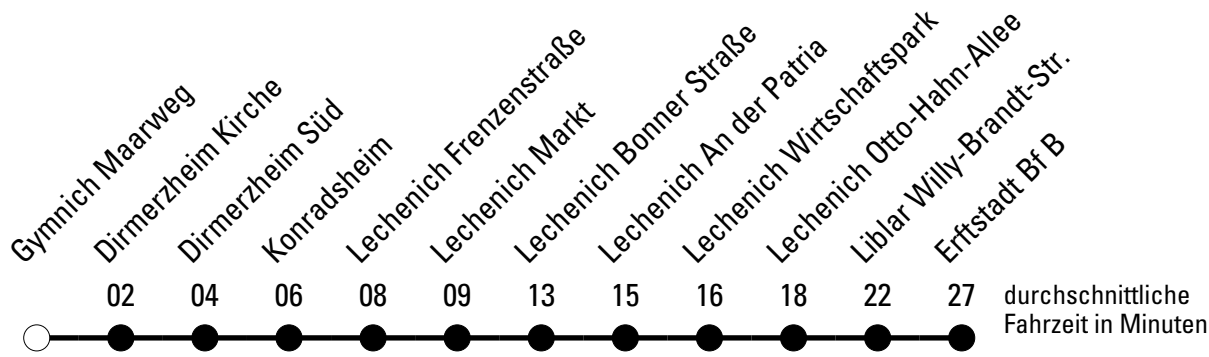 Gymnich Maarweg
Dirmerzheim Kirche
Dirmerzheim Süd
Konradsheim
Lechenich Frenzenstraße
Lechenich Markt
Lechenich Bonner Straße
Lechenich An der Patria
Lechenich Wirtschaftspark
Lechenich Otto-Hahn-Allee
Liblar Willy-Brandt-Str.
Erftstadt Bf B
02 04 06 08 09 13 15 16 18 22 27 durchschnittliche
Fahrzeit in Minuten